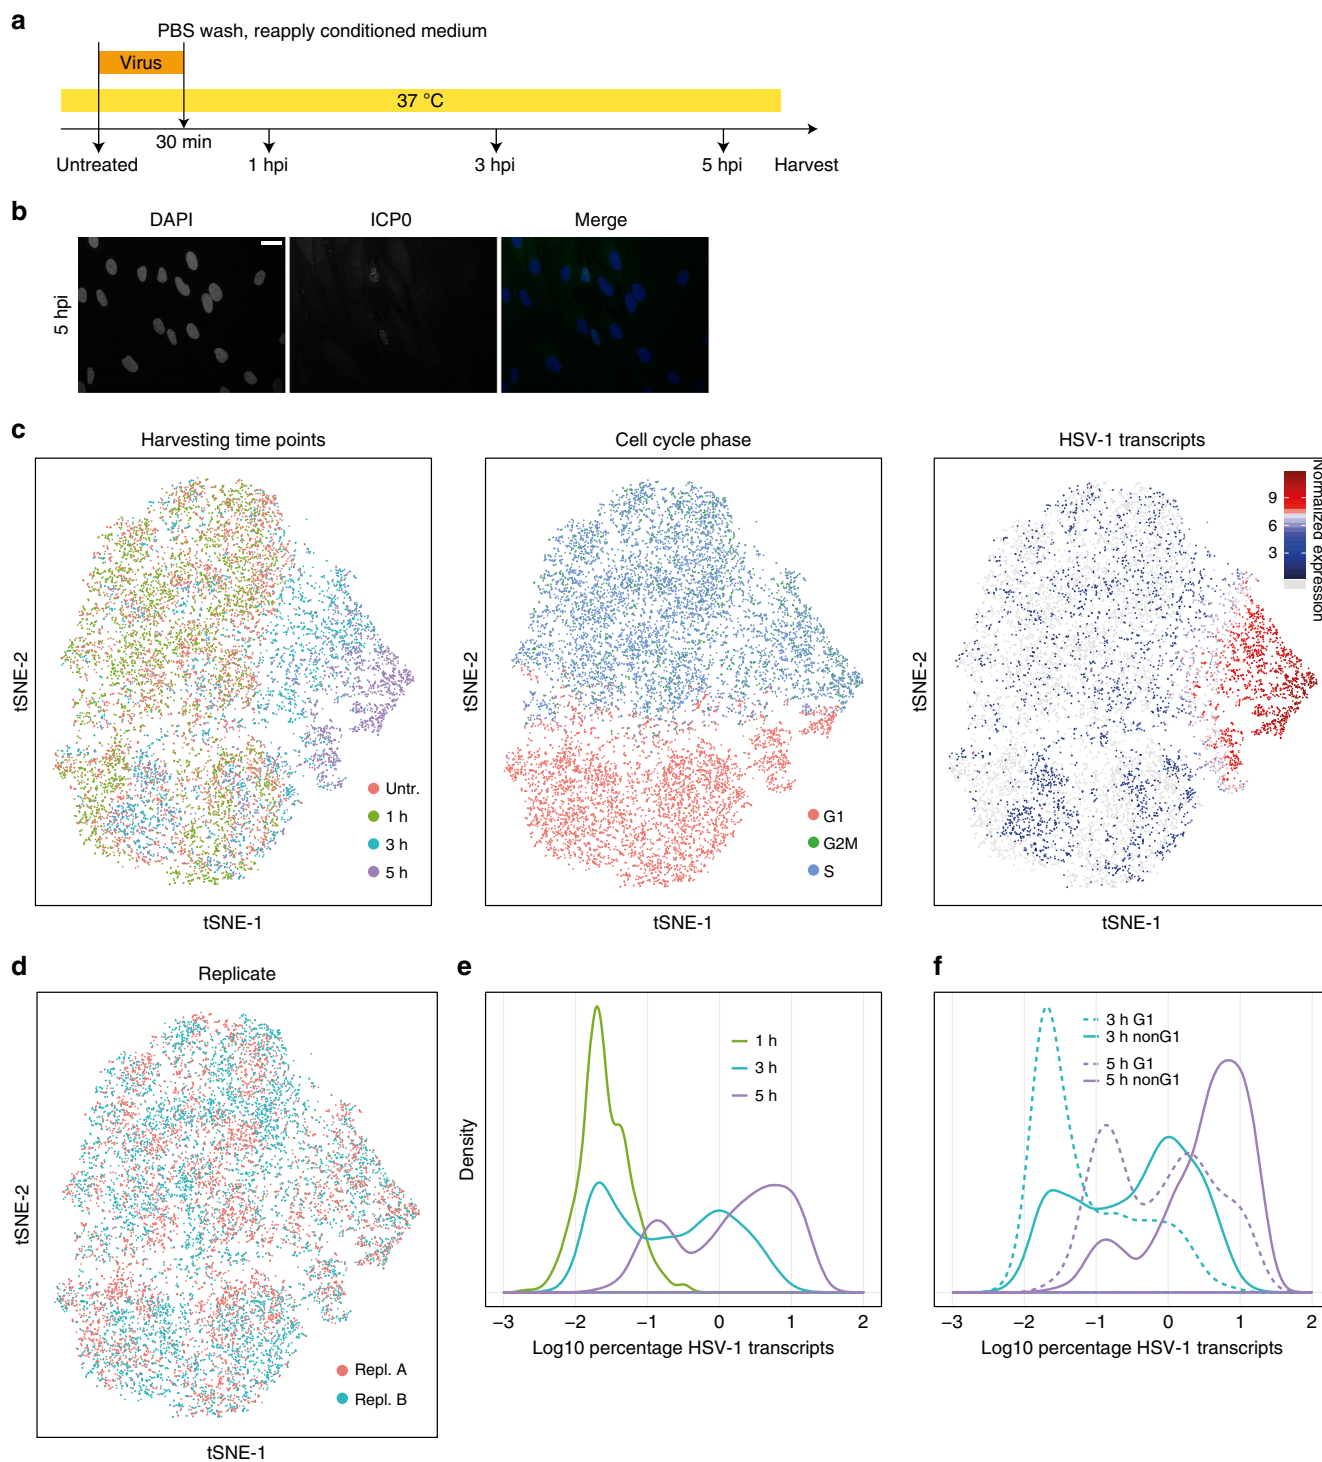 a
PBS wash, reapply conditioned medium
Virus
37 °C
30 min
Untreated
1 hpi
3 hpi
5 hpi
Harvest
b
DAPI
ICP0
Merge
5 hpi
c
Harvesting time points
tSNE-2
Untr.
1 h
3 h
5 h
tSNE-1
Cell cycle phase
tSNE-2
G1
G2M
S
tSNE-1
HSV-1 transcripts
Normalized expression
9
6
3
tSNE-2
tSNE-1
d
Replicate
tSNE-2
Repl. A
Repl. B
tSNE-1
e
Density
1 h
3 h
5 h
−3 −2 −1 0 1 2
Log10 percentage HSV-1 transcripts
f
3 h G1
3 h nonG1
5 h G1
5 h nonG1
−3 −2 −1 0 1 2
Log10 percentage HSV-1 transcripts